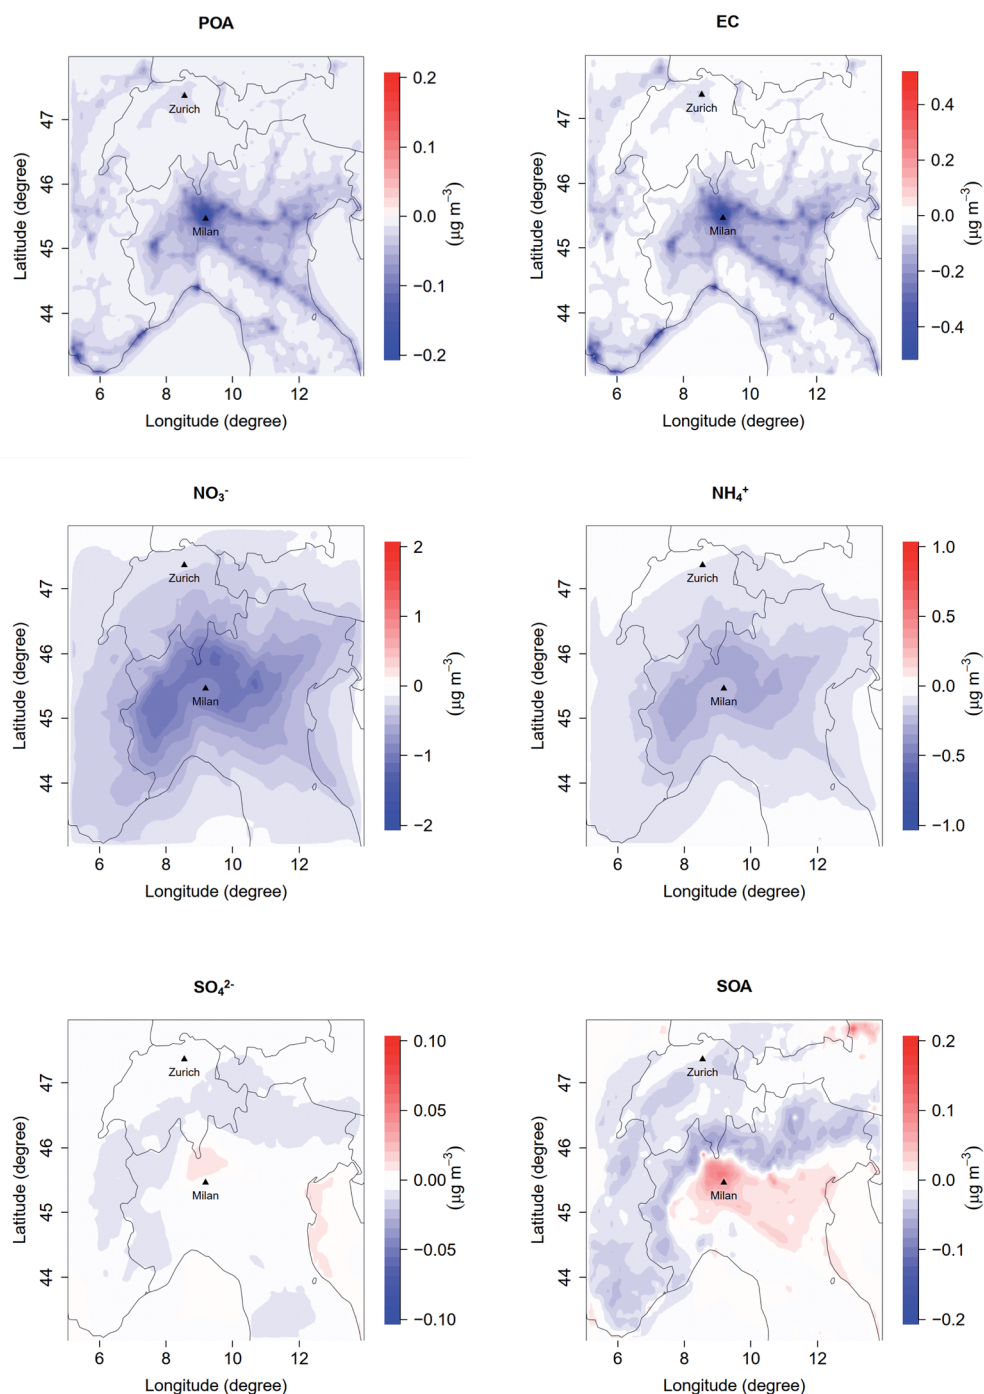 POA
47
46
45
44
6 8 10 12
Latitude (degree)
Longitude (degree)
Zurich
Milan
0.2
0.1
0.0
−0.1
−0.2
(µg m⁻³)
EC
47
46
45
44
6 8 10 12
Latitude (degree)
Longitude (degree)
Zurich
Milan
0.4
0.2
0.0
−0.2
−0.4
(µg m⁻³)
NO₃⁻
47
46
45
44
6 8 10 12
Latitude (degree)
Longitude (degree)
Zurich
Milan
2
1
0
−1
−2
(µg m⁻³)
NH₄⁺
47
46
45
44
6 8 10 12
Latitude (degree)
Longitude (degree)
Zurich
Milan
1.0
0.5
0.0
−0.5
−1.0
(µg m⁻³)
SO₄²⁻
47
46
45
44
6 8 10 12
Latitude (degree)
Longitude (degree)
Zurich
Milan
0.10
0.05
0.00
−0.05
−0.10
(µg m⁻³)
SOA
47
46
45
44
6 8 10 12
Latitude (degree)
Longitude (degree)
Zurich
Milan
0.2
0.1
0.0
−0.1
−0.2
(µg m⁻³)